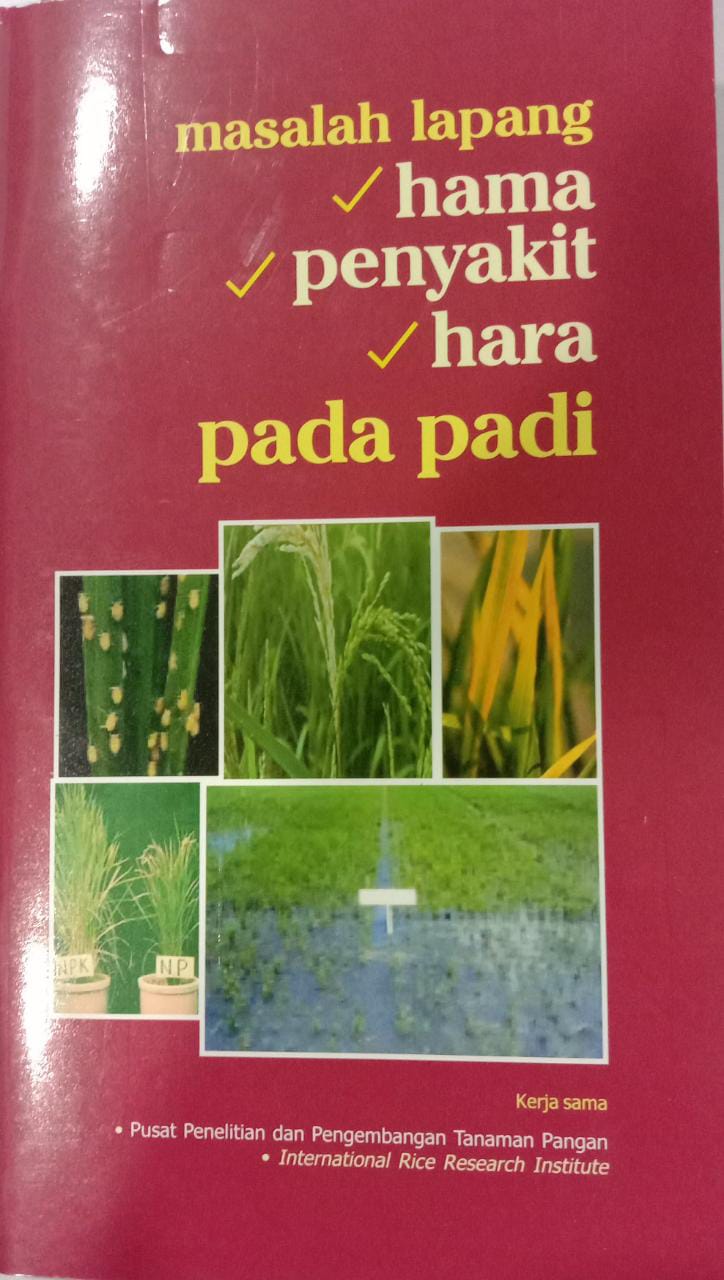 masalah lapang
hama
penyakit
hara
pada padi
NPK
NP
Kerja sama
• Pusat Penelitian dan Pengembangan Tanaman Pangan
• International Rice Research Institute